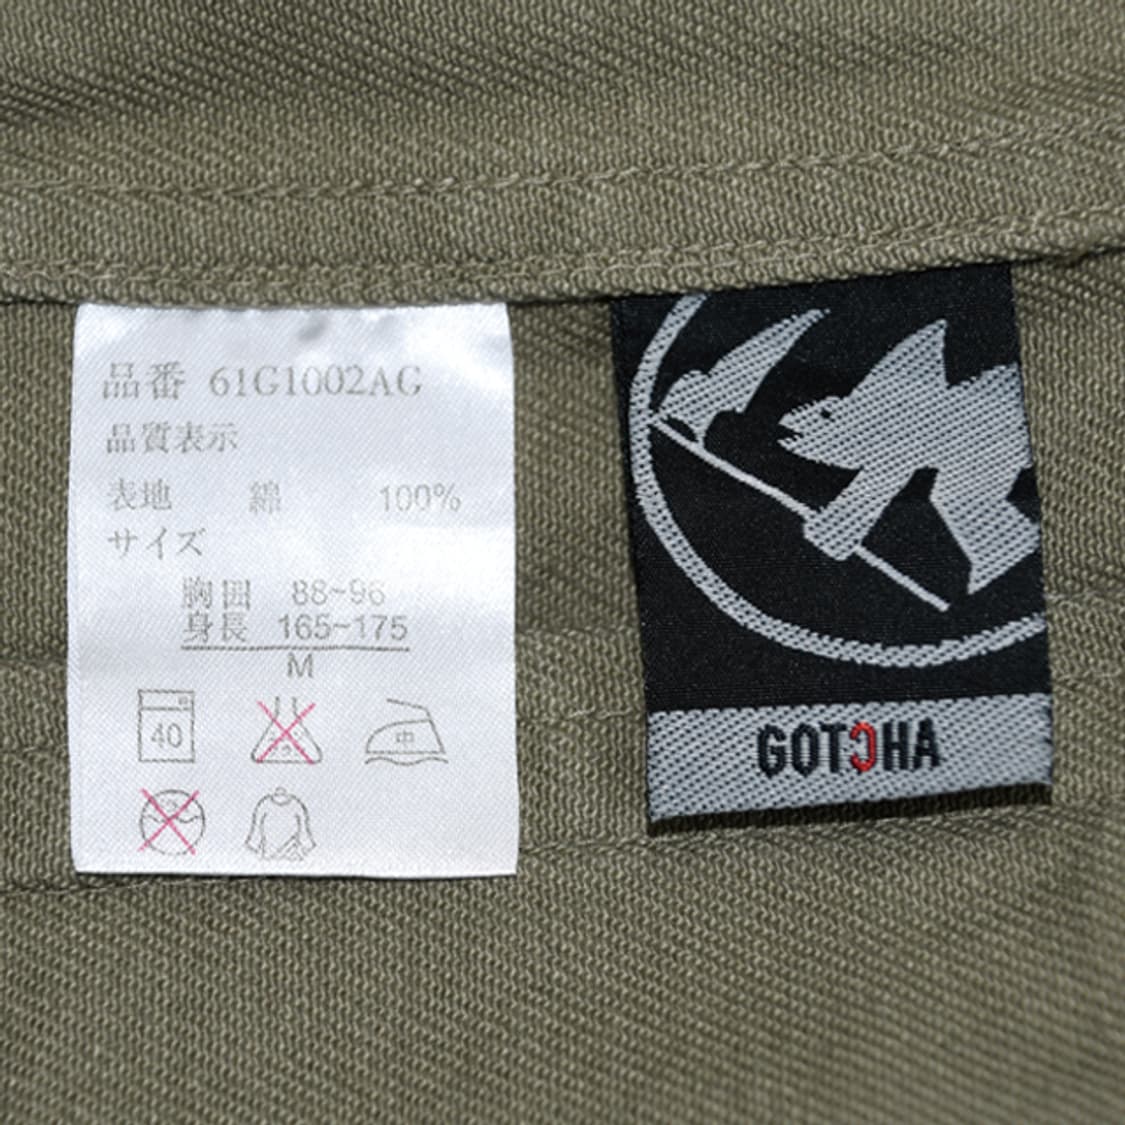 品番 61G1002AG
品質表示
表地 綿 100%
サイズ
胸囲 88~96
身長 165~175
M
40
中
GOTCHA